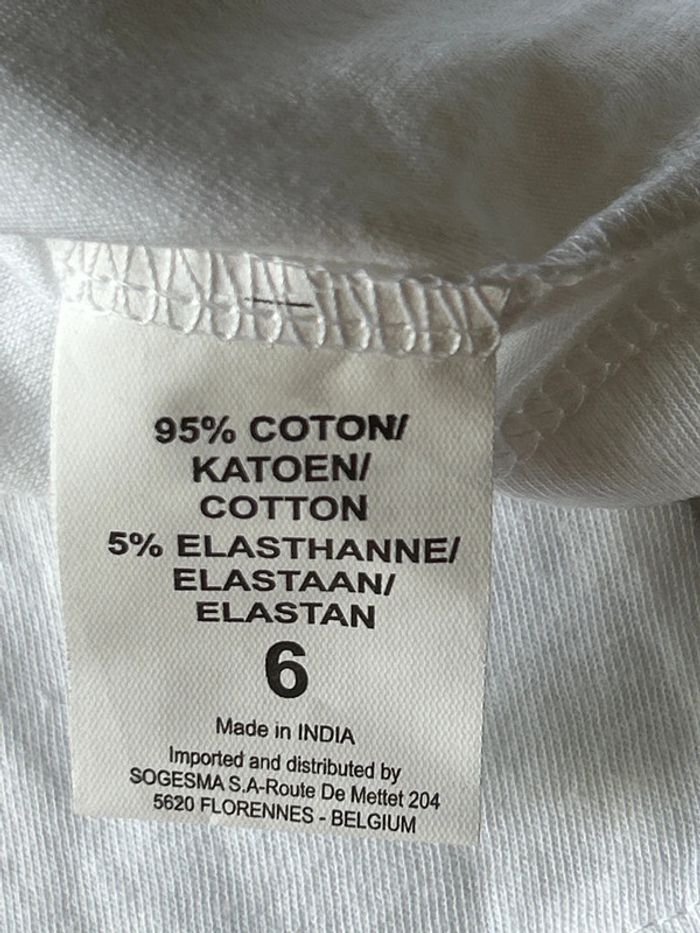 95% COTON/
KATOEN/
COTTON
5% ELASTHANNE/
ELASTAAN/
ELASTAN
6
Made in INDIA
Imported and distributed by
SOGESMA S.A-Route De Mettet 204
5620 FLORENNES - BELGIUM